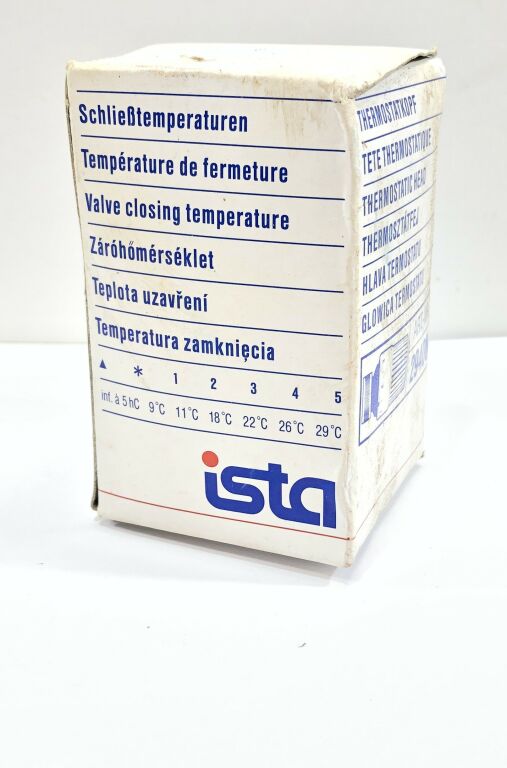 Schließtemperaturen
Température de fermeture
Valve closing temperature
Záróhőmérséklet
Teplota uzavření
Temperatura zamknięcia
▲ * 1 2 3 4 5
inf. à 5 hC 9°C 11°C 18°C 22°C 26°C 29°C
ista
THERMOSTATKOPF
TETE THERMOSTATIQUE
THERMOSTATIC HEAD
THERMOSZTÁTFEJ
HLAVA TERMOSTATU
GLOWICA